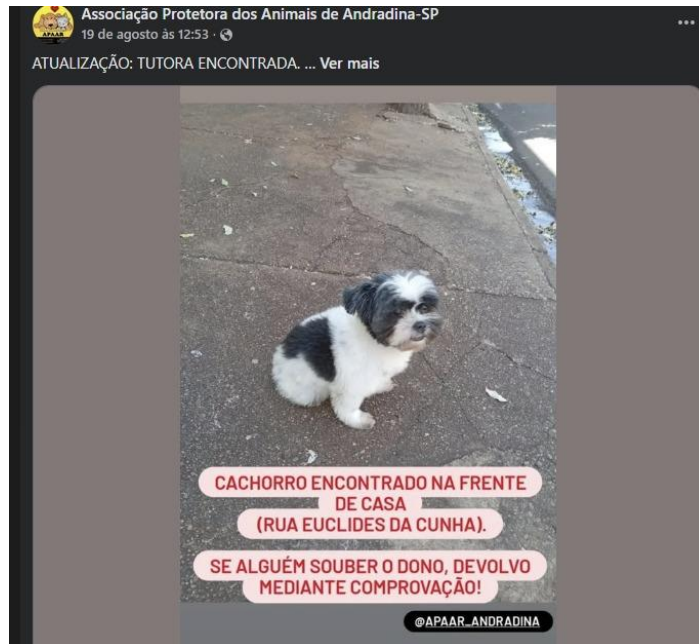 Associação Protetora dos Animais de Andradina-SP
APAAR
19 de agosto às 12:53 ·
ATUALIZAÇÃO: TUTORA ENCONTRADA. ... Ver mais
CACHORRO ENCONTRADO NA FRENTE
DE CASA
(RUA EUCLIDES DA CUNHA).
SE ALGUÉM SOUBER O DONO, DEVOLVO
MEDIANTE COMPROVAÇÃO!
@APAAR_ANDRADINA